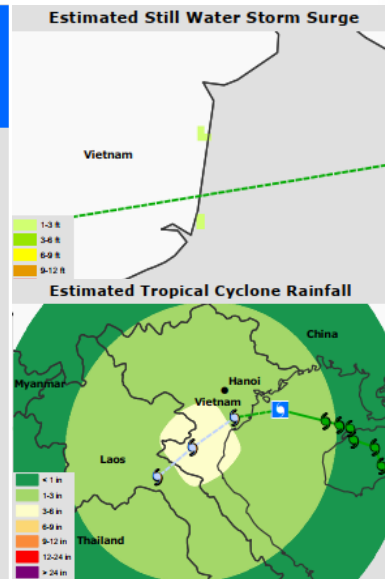 Estimated Still Water Storm Surge
Vietnam
1-3 ft
3-6 ft
6-9 ft
9-12 ft
Estimated Tropical Cyclone Rainfall
China
Myanmar
Hanoi
Vietnam
Laos
Thailand
< 1 in
1-3 in
3-6 in
6-9 in
9-12 in
12-24 in
> 24 in